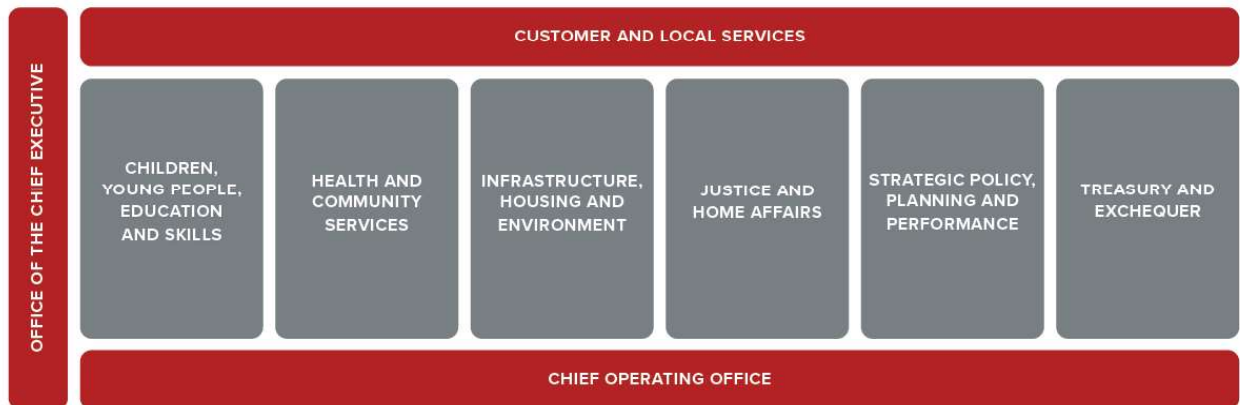 OFFICE OF THE CHIEF EXECUTIVE
CUSTOMER AND LOCAL SERVICES
CHILDREN,
YOUNG PEOPLE,
EDUCATION
AND SKILLS
HEALTH AND
COMMUNITY
SERVICES
INFRASTRUCTURE,
HOUSING AND
ENVIRONMENT
JUSTICE AND
HOME AFFAIRS
STRATEGIC POLICY,
PLANNING AND
PERFORMANCE
TREASURY AND
EXCHEQUER
CHIEF OPERATING OFFICE